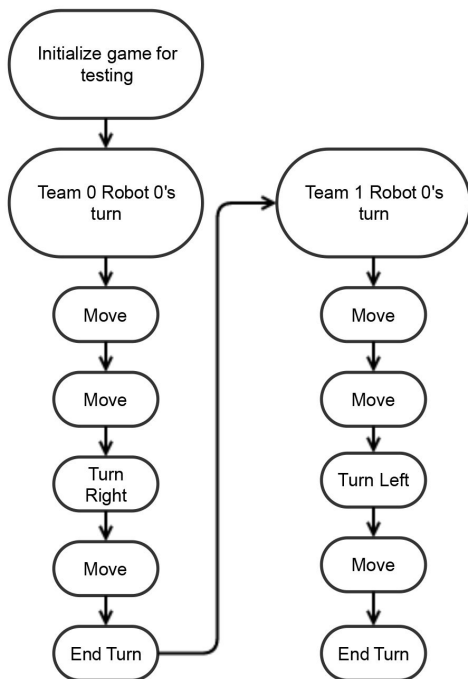 Initialize game for
testing
Team 0 Robot 0's
turn
Move
Move
Turn
Right
Move
End Turn
Team 1 Robot 0's
turn
Move
Move
Turn Left
Move
End Turn